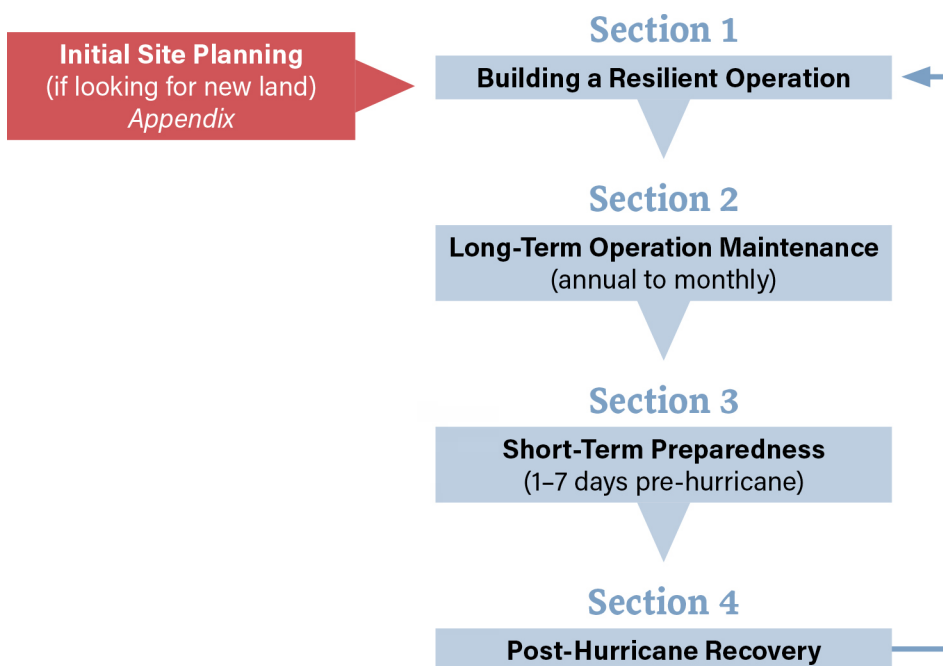 Initial Site Planning
(if looking for new land)
Appendix
Section 1
Building a Resilient Operation
Section 2
Long-Term Operation Maintenance
(annual to monthly)
Section 3
Short-Term Preparedness
(1–7 days pre-hurricane)
Section 4
Post-Hurricane Recovery